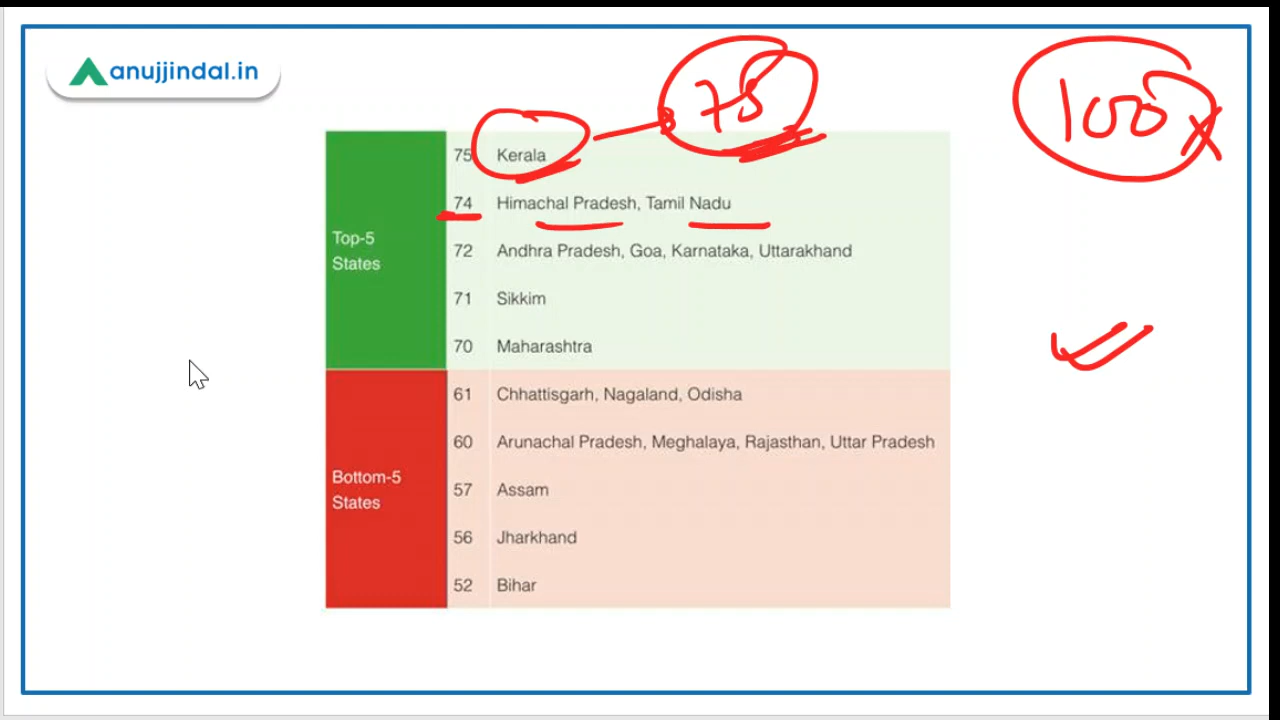 anujjindal.in
75
100
75 Kerala
74 Himachal Pradesh, Tamil Nadu
Top-5
States
72 Andhra Pradesh, Goa, Karnataka, Uttarakhand
71 Sikkim
70 Maharashtra
61 Chhattisgarh, Nagaland, Odisha
60 Arunachal Pradesh, Meghalaya, Rajasthan, Uttar Pradesh
Bottom-5
States
57 Assam
56 Jharkhand
52 Bihar